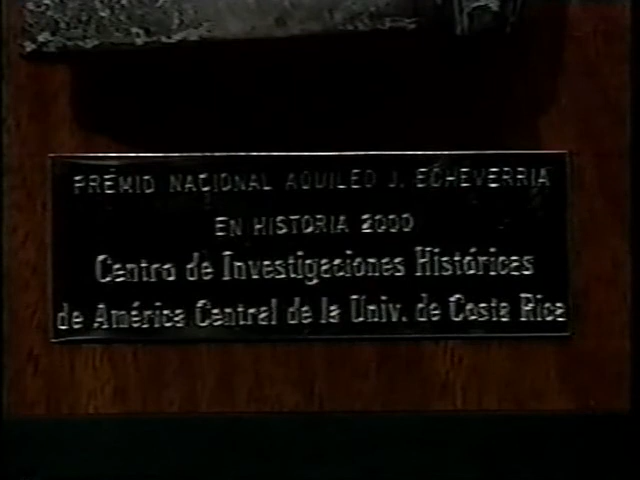 PREMIO NACIONAL AQUILEO J. ECHEVERRIA
EN HISTORIA 2000
Centro de Investigaciones Históricas
de América Central de la Univ. de Costa Rica